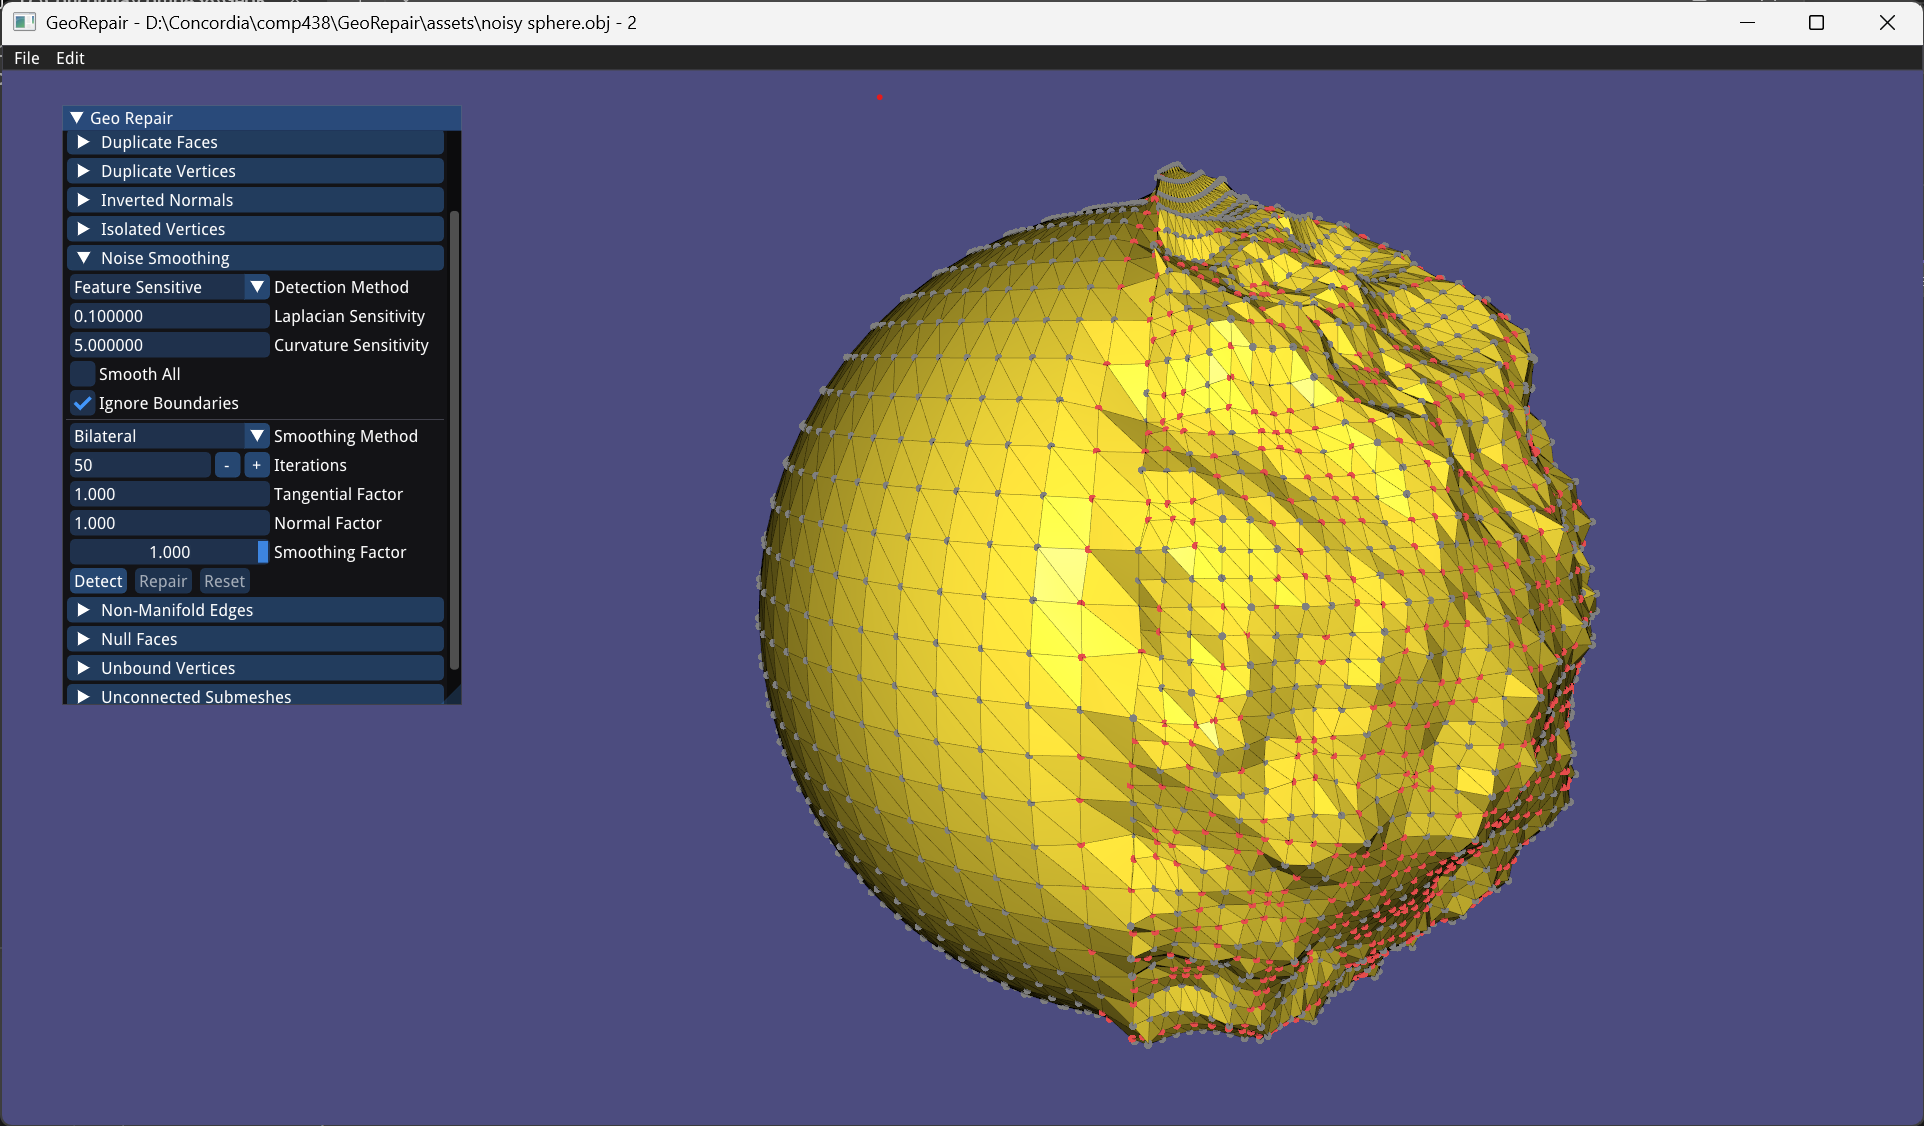 GeoRepair - D:\Concordia\comp438\GeoRepair\assets\noisy sphere.obj - 2
File Edit
Geo Repair
Duplicate Faces
Duplicate Vertices
Inverted Normals
Isolated Vertices
Noise Smoothing
Feature Sensitive Detection Method
0.100000 Laplacian Sensitivity
5.000000 Curvature Sensitivity
Smooth All
Ignore Boundaries
Bilateral Smoothing Method
50 - + Iterations
1.000 Tangential Factor
1.000 Normal Factor
1.000 Smoothing Factor
Detect Repair Reset
Non-Manifold Edges
Null Faces
Unbound Vertices
Unconnected Submeshes